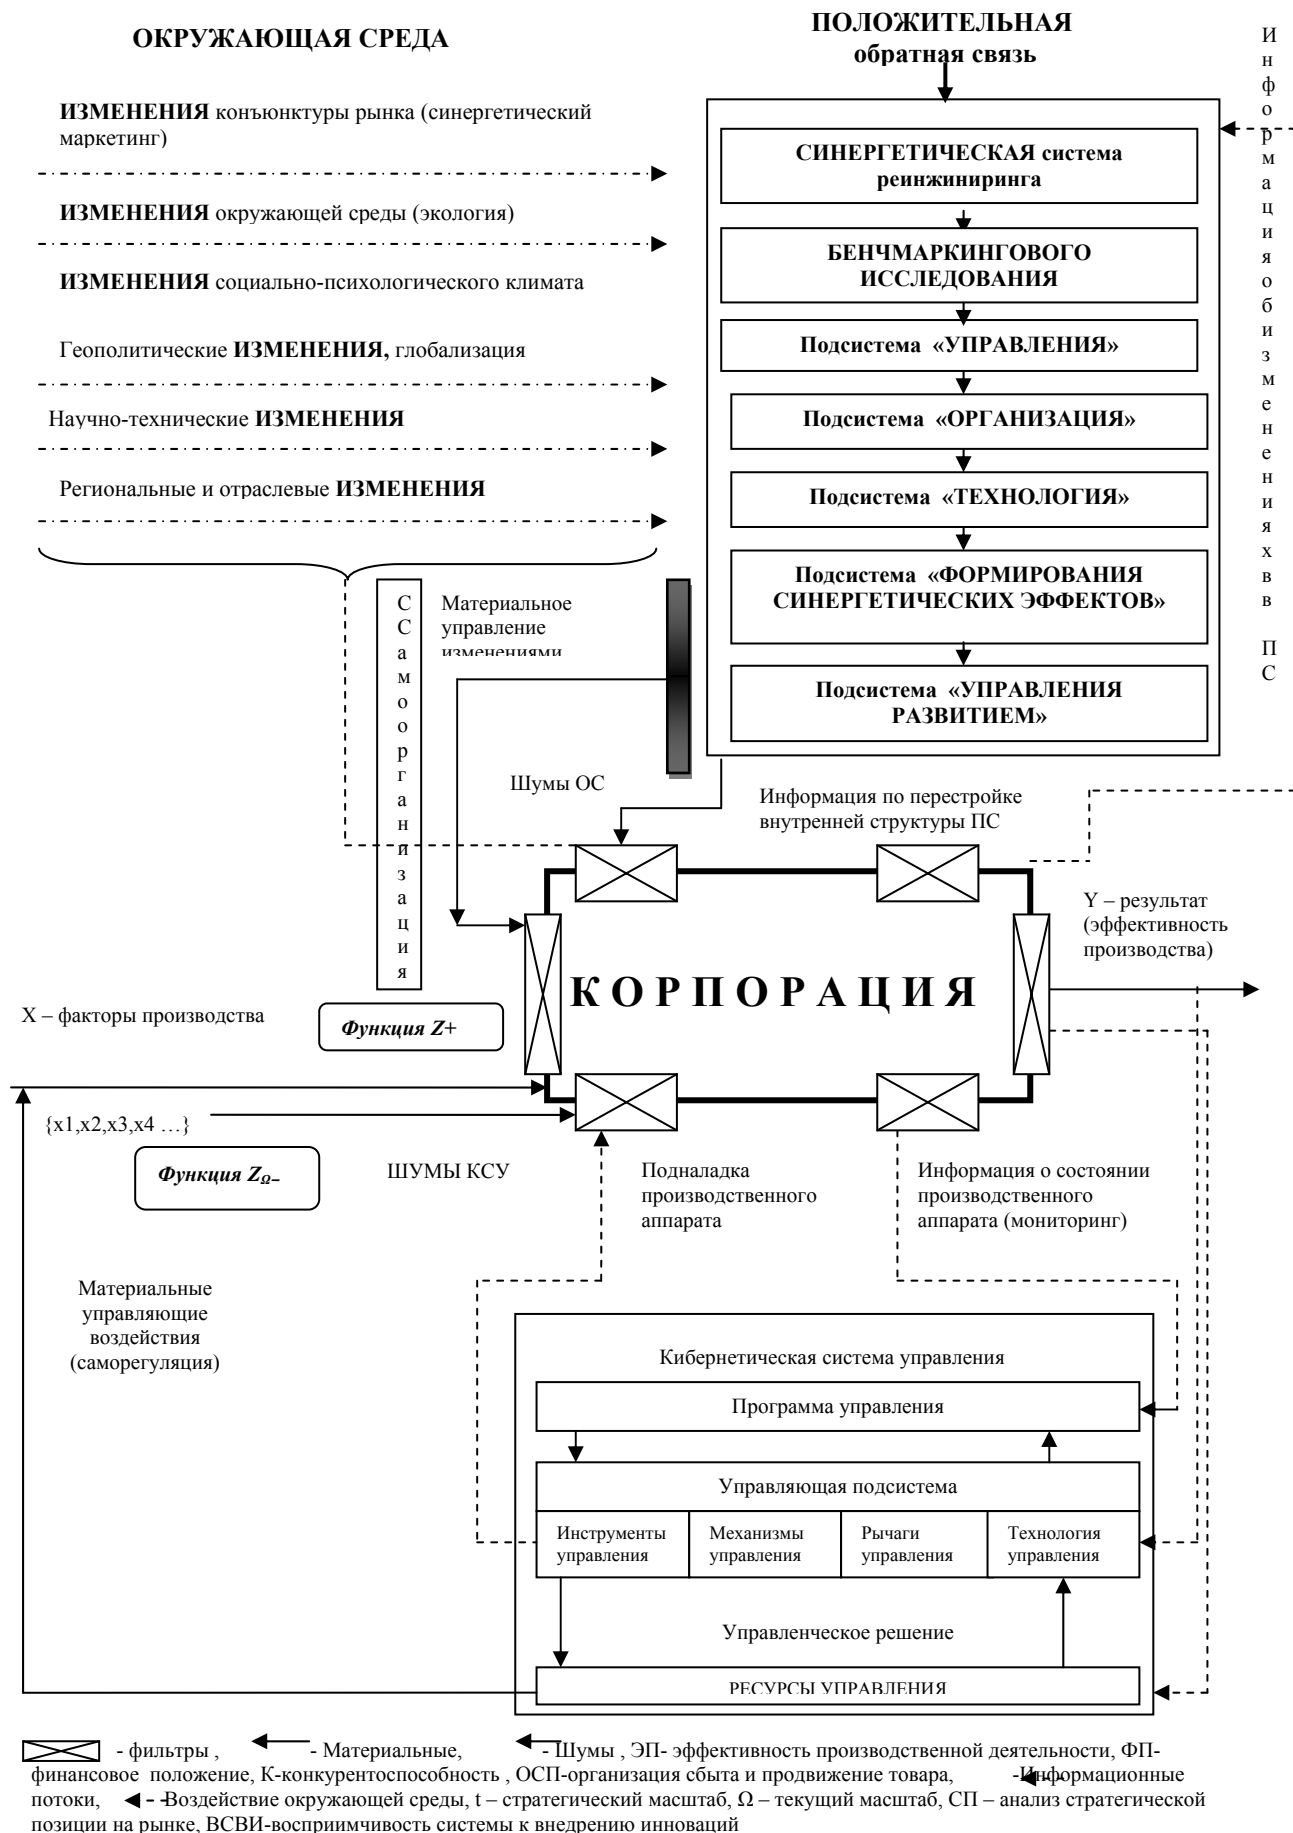 ОКРУЖАЮЩАЯ СРЕДА
ИЗМЕНЕНИЯ конъюнктуры рынка (синергетический
маркетинг)
ИЗМЕНЕНИЯ окружающей среды (экология)
ИЗМЕНЕНИЯ социально-психологического климата
Геополитические ИЗМЕНЕНИЯ, глобализация
Научно-технические ИЗМЕНЕНИЯ
Региональные и отраслевые ИЗМЕНЕНИЯ
ПОЛОЖИТЕЛЬНАЯ
обратная связь
СИНЕРГЕТИЧЕСКАЯ система
реинжиниринга
БЕНЧМАРКИНГОВОГО
ИССЛЕДОВАНИЯ
Подсистема «УПРАВЛЕНИЯ»
Подсистема «ОРГАНИЗАЦИЯ»
Подсистема «ТЕХНОЛОГИЯ»
Подсистема «ФОРМИРОВАНИЯ
СИНЕРГЕТИЧЕСКИХ ЭФФЕКТОВ»
Подсистема «УПРАВЛЕНИЯ
РАЗВИТИЕМ»
Информацияобизмененияхвв ПС
ССамоорганизация
Материальное
управление
изменениями
Шумы ОС
Информация по перестройке
внутренней структуры ПС
Y – результат
(эффективность
производства)
КОРПОРАЦИЯ
X – факторы производства
Функция Z+
{x1,x2,x3,x4 …}
Функция ZΩ–
ШУМЫ КСУ
Подналадка
производственного
аппарата
Информация о состоянии
производственного
аппарата (мониторинг)
Материальные
управляющие
воздействия
(саморегуляция)
Кибернетическая система управления
Программа управления
Управляющая подсистема
Инструменты
управления
Механизмы
управления
Рычаги
управления
Технология
управления
Управленческое решение
РЕСУРСЫ УПРАВЛЕНИЯ
- фильтры , - Материальные, - Шумы , ЭП- эффективность производственной деятельности, ФП-
финансовое положение, К-конкурентоспособность , ОСП-организация сбыта и продвижение товара, -Информационные
потоки, -Воздействие окружающей среды, t – стратегический масштаб, Ω – текущий масштаб, СП – анализ стратегической
позиции на рынке, ВСВИ-восприимчивость системы к внедрению инноваций